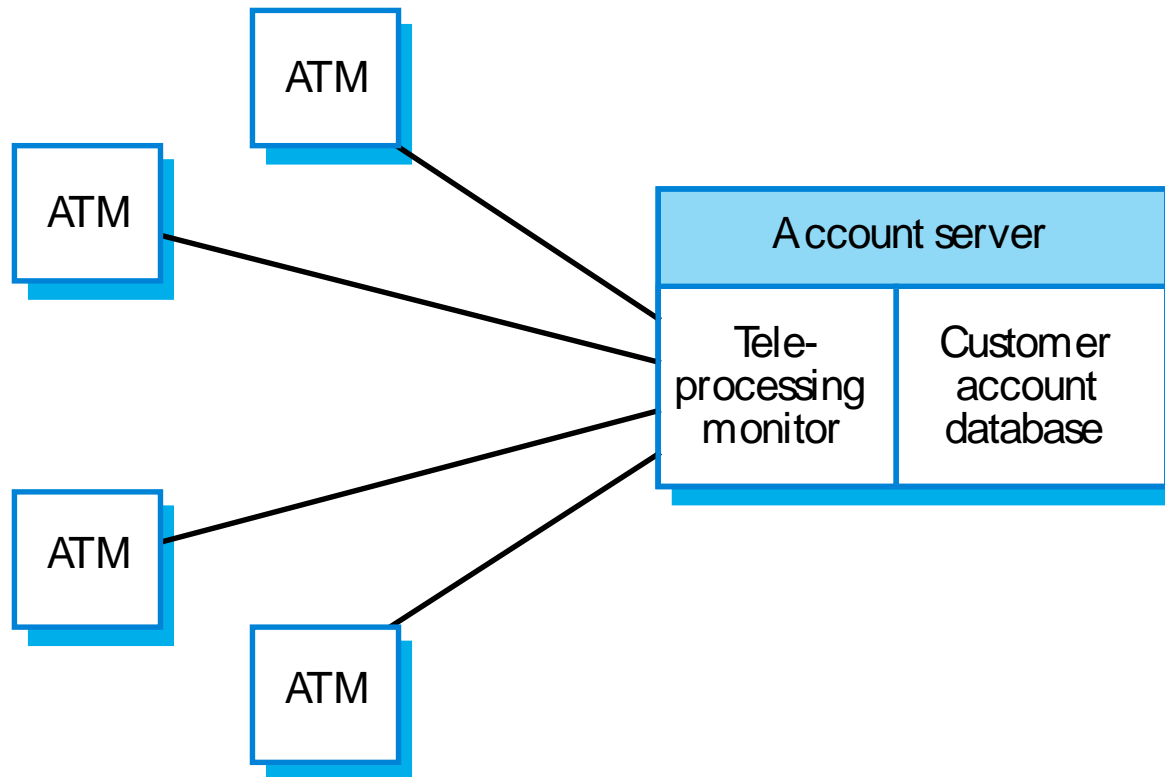 ATM
ATM
Account server
Tele-
processing
monitor
Customer
account
database
ATM
ATM